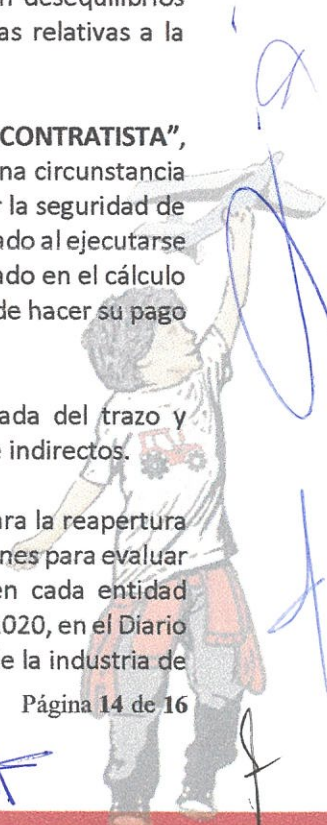 desequilibrios
as relativas a la
CONTRATISTA",
na circunstancia
r la seguridad de
ado al ejecutarse
ado en el cálculo
de hacer su pago
ada del trazo y
e indirectos.
ara la reapertura
nes para evaluar
en cada entidad
2020, en el Diario
e la industria de
Página 14 de 16